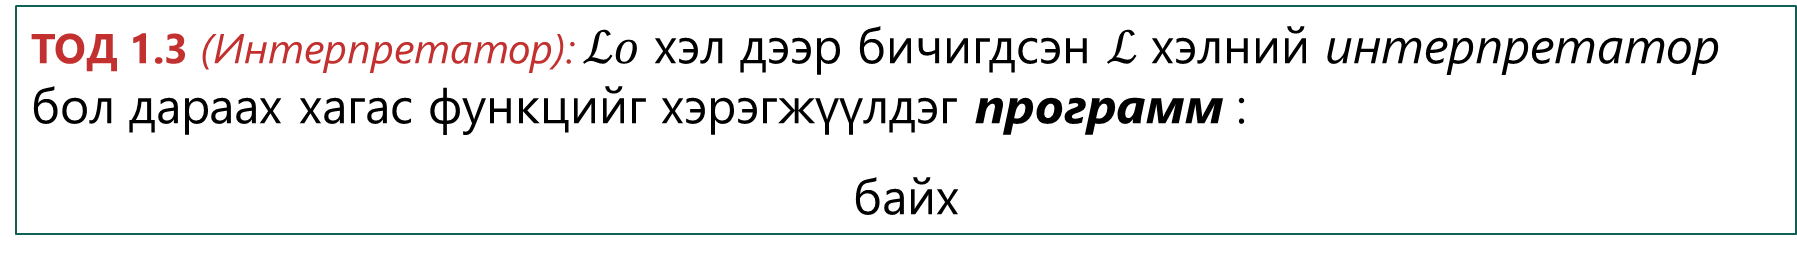 ТОД 1.3 (Интерпретатор): ℒo хэл дээр бичигдсэн ℒ хэлний интерпретатор
бол дараах хагас функцийг хэрэгжүүлдэг программ :
байх